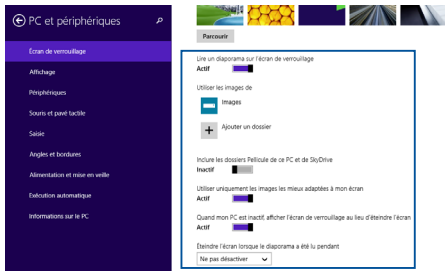 PC et périphériques
Écran de verrouillage
Affichage
Périphériques
Souris et pavé tactile
Saisie
Angles et bordures
Alimentation et mise en veille
Exécution automatique
Informations sur le PC
Parcourir
Lire un diaporama sur l'écran de verrouillage
Actif
Utiliser les images de
Images
Ajouter un dossier
Inclure les dossiers Pellicule de ce PC et de SkyDrive
Inactif
Utiliser uniquement les images les mieux adaptées à mon écran
Actif
Quand mon PC est inactif, afficher l'écran de verrouillage au lieu d'éteindre l'écran
Actif
Éteindre l'écran lorsque le diaporama a été lu pendant
Ne pas désactiver